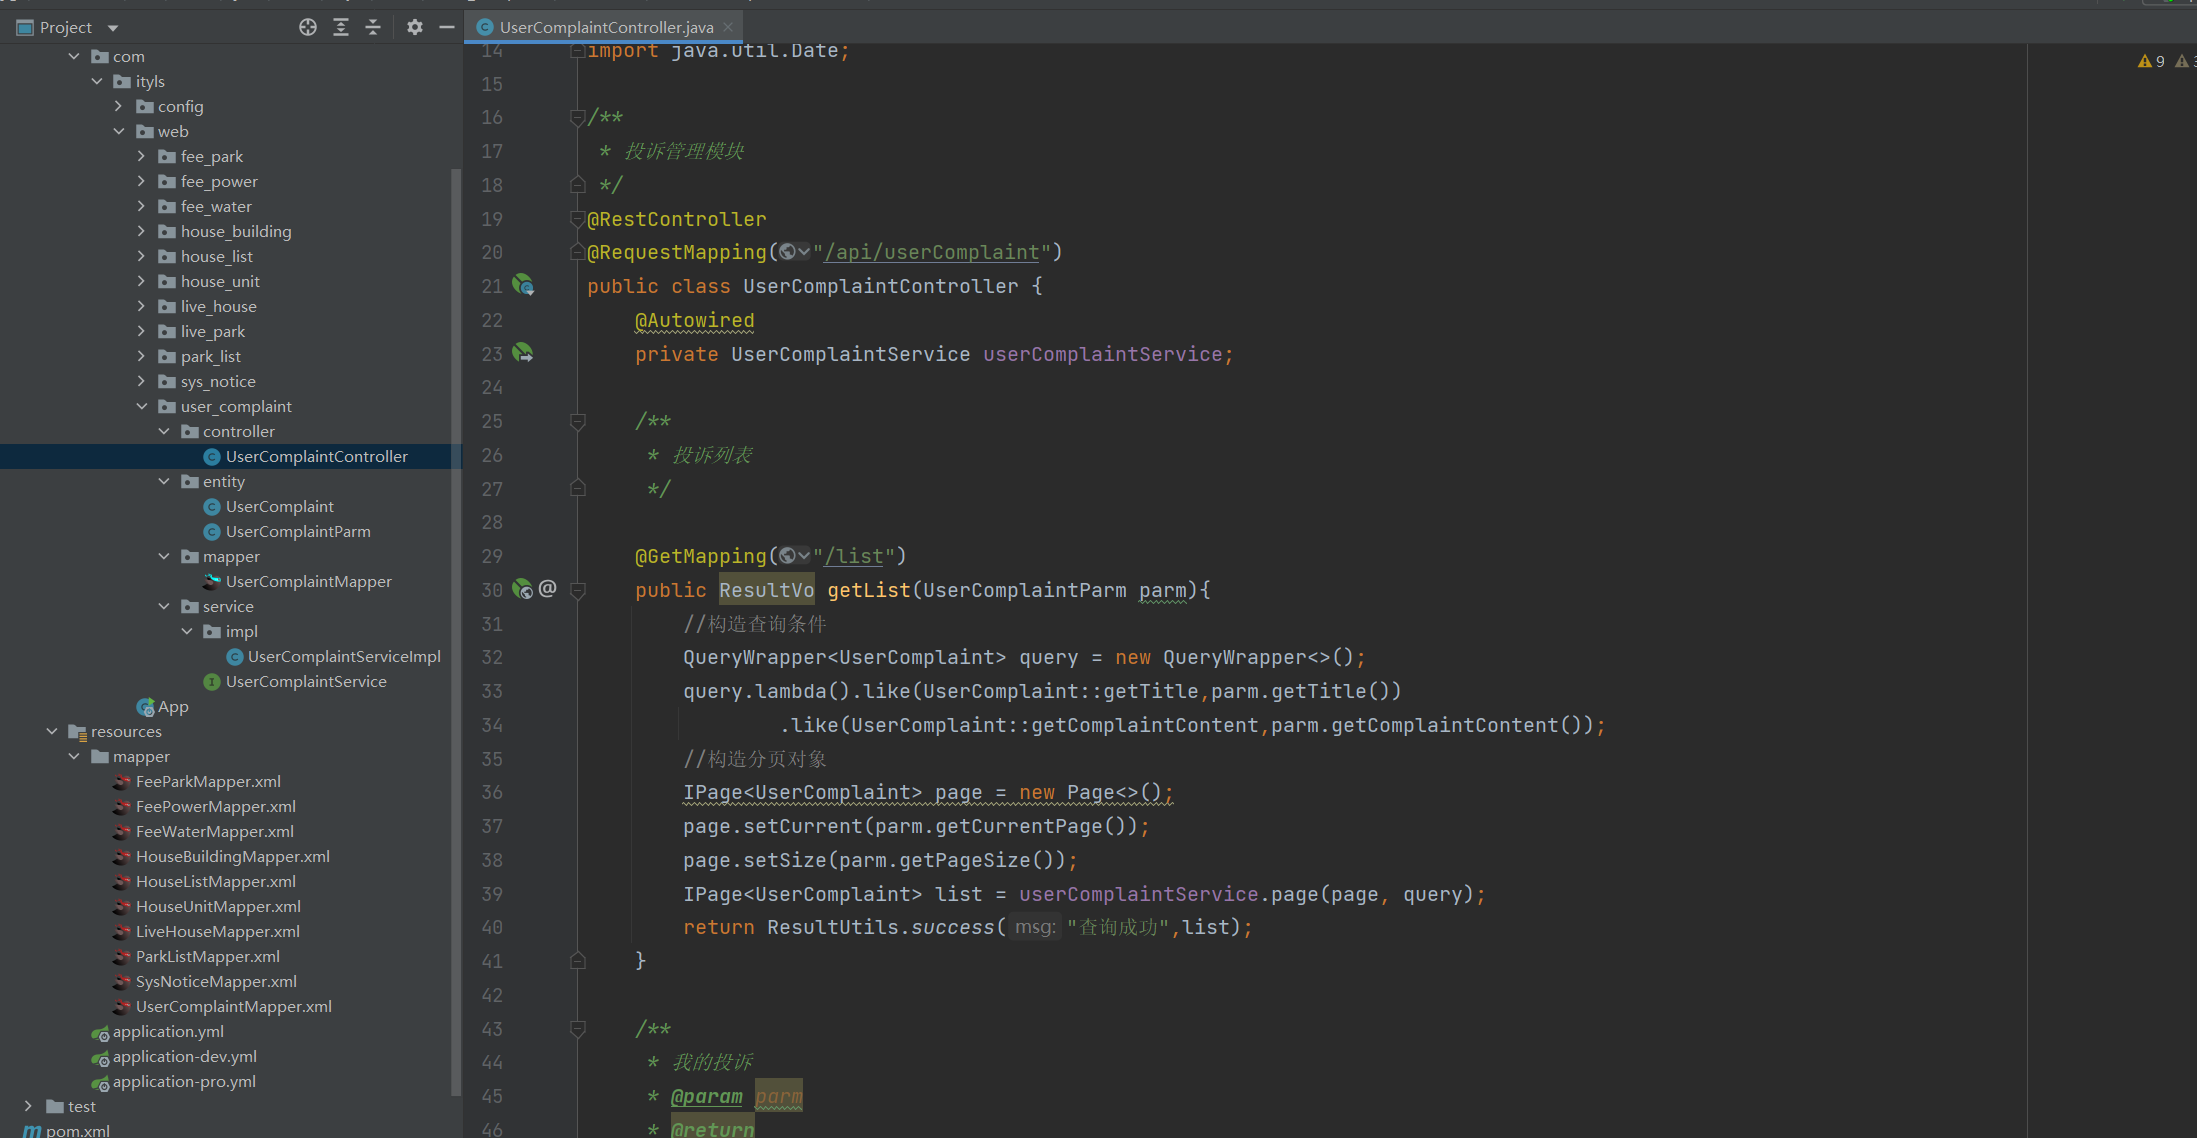 Project
com
ityls
config
web
fee_park
fee_power
fee_water
house_building
house_list
house_unit
live_house
live_park
park_list
sys_notice
user_complaint
controller
UserComplaintController
entity
UserComplaint
UserComplaintParm
mapper
UserComplaintMapper
service
impl
UserComplaintServiceImpl
UserComplaintService
App
resources
mapper
FeeParkMapper.xml
FeePowerMapper.xml
FeeWaterMapper.xml
HouseBuildingMapper.xml
HouseListMapper.xml
HouseUnitMapper.xml
LiveHouseMapper.xml
ParkListMapper.xml
SysNoticeMapper.xml
UserComplaintMapper.xml
application.yml
application-dev.yml
application-pro.yml
test
pom.xml
UserComplaintController.java
9
14 import java.util.Date;
15
16 /**
17 * 投诉管理模块
18 */
19 @RestController
20 @RequestMapping("/api/userComplaint")
21 public class UserComplaintController {
22 @Autowired
23 private UserComplaintService userComplaintService;
24
25 /**
26 * 投诉列表
27 */
28
29 @GetMapping("/list")
30 @ public ResultVo getList(UserComplaintParm parm){
31 //构造查询条件
32 QueryWrapper<UserComplaint> query = new QueryWrapper<>();
33 query.lambda().like(UserComplaint::getTitle,parm.getTitle())
34 .like(UserComplaint::getComplaintContent,parm.getComplaintContent());
35 //构造分页对象
36 IPage<UserComplaint> page = new Page<>();
37 page.setCurrent(parm.getCurrentPage());
38 page.setSize(parm.getPageSize());
39 IPage<UserComplaint> list = userComplaintService.page(page, query);
40 return ResultUtils.success( msg: "查询成功",list);
41 }
42
43 /**
44 * 我的投诉
45 * @param parm
46 * @return